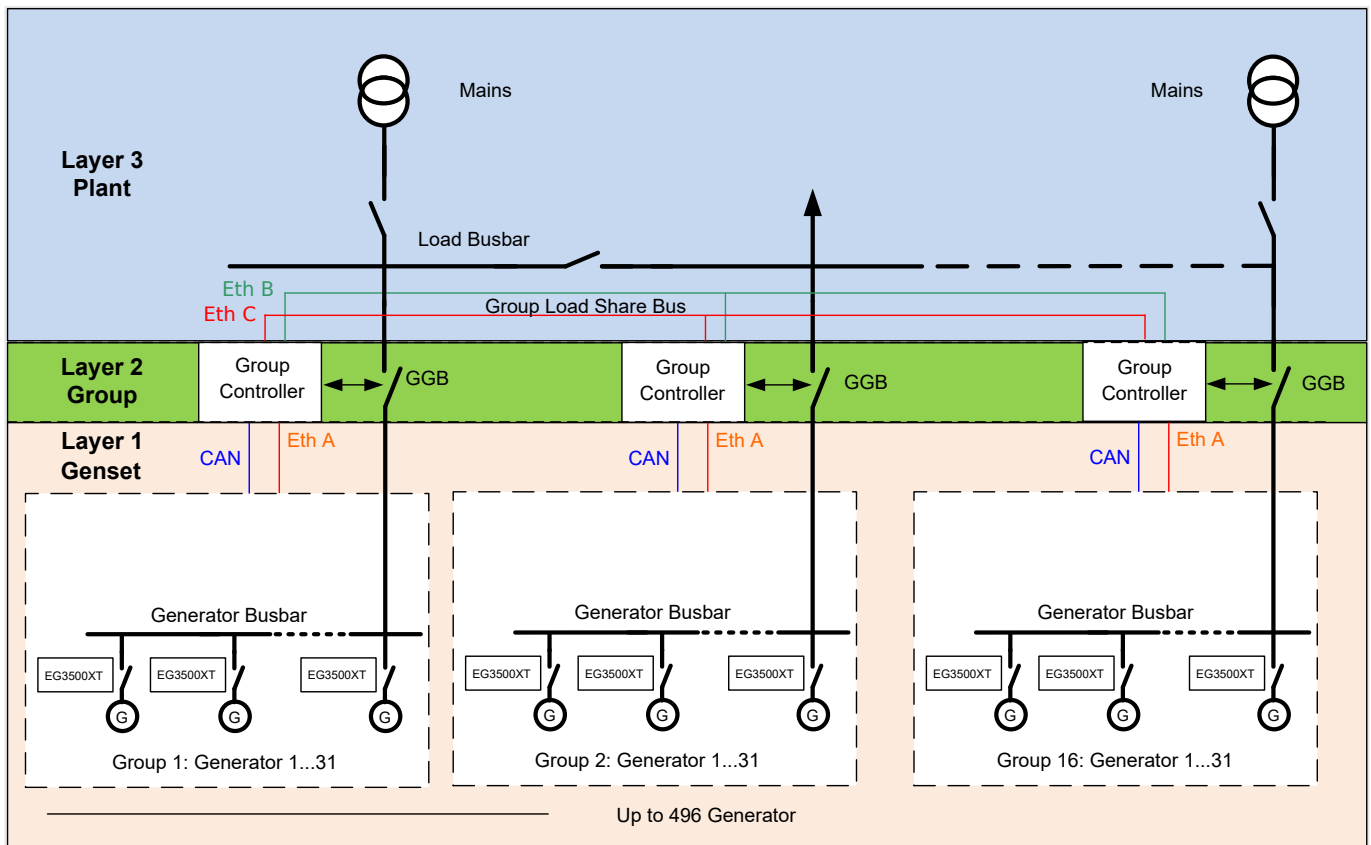 Mains
Mains
Layer 3
Plant
Load Busbar
Eth B
Eth C
Group Load Share Bus
Layer 2
Group
Group
Controller
GGB
Group
Controller
GGB
Group
Controller
GGB
Layer 1
Genset
CAN
Eth A
CAN
Eth A
CAN
Eth A
Generator Busbar
EG3500XT
EG3500XT
EG3500XT
G
G
G
Group 1: Generator 1...31
Generator Busbar
EG3500XT
EG3500XT
EG3500XT
G
G
G
Group 2: Generator 1...31
Generator Busbar
EG3500XT
EG3500XT
EG3500XT
G
G
G
Group 16: Generator 1...31
Up to 496 Generator